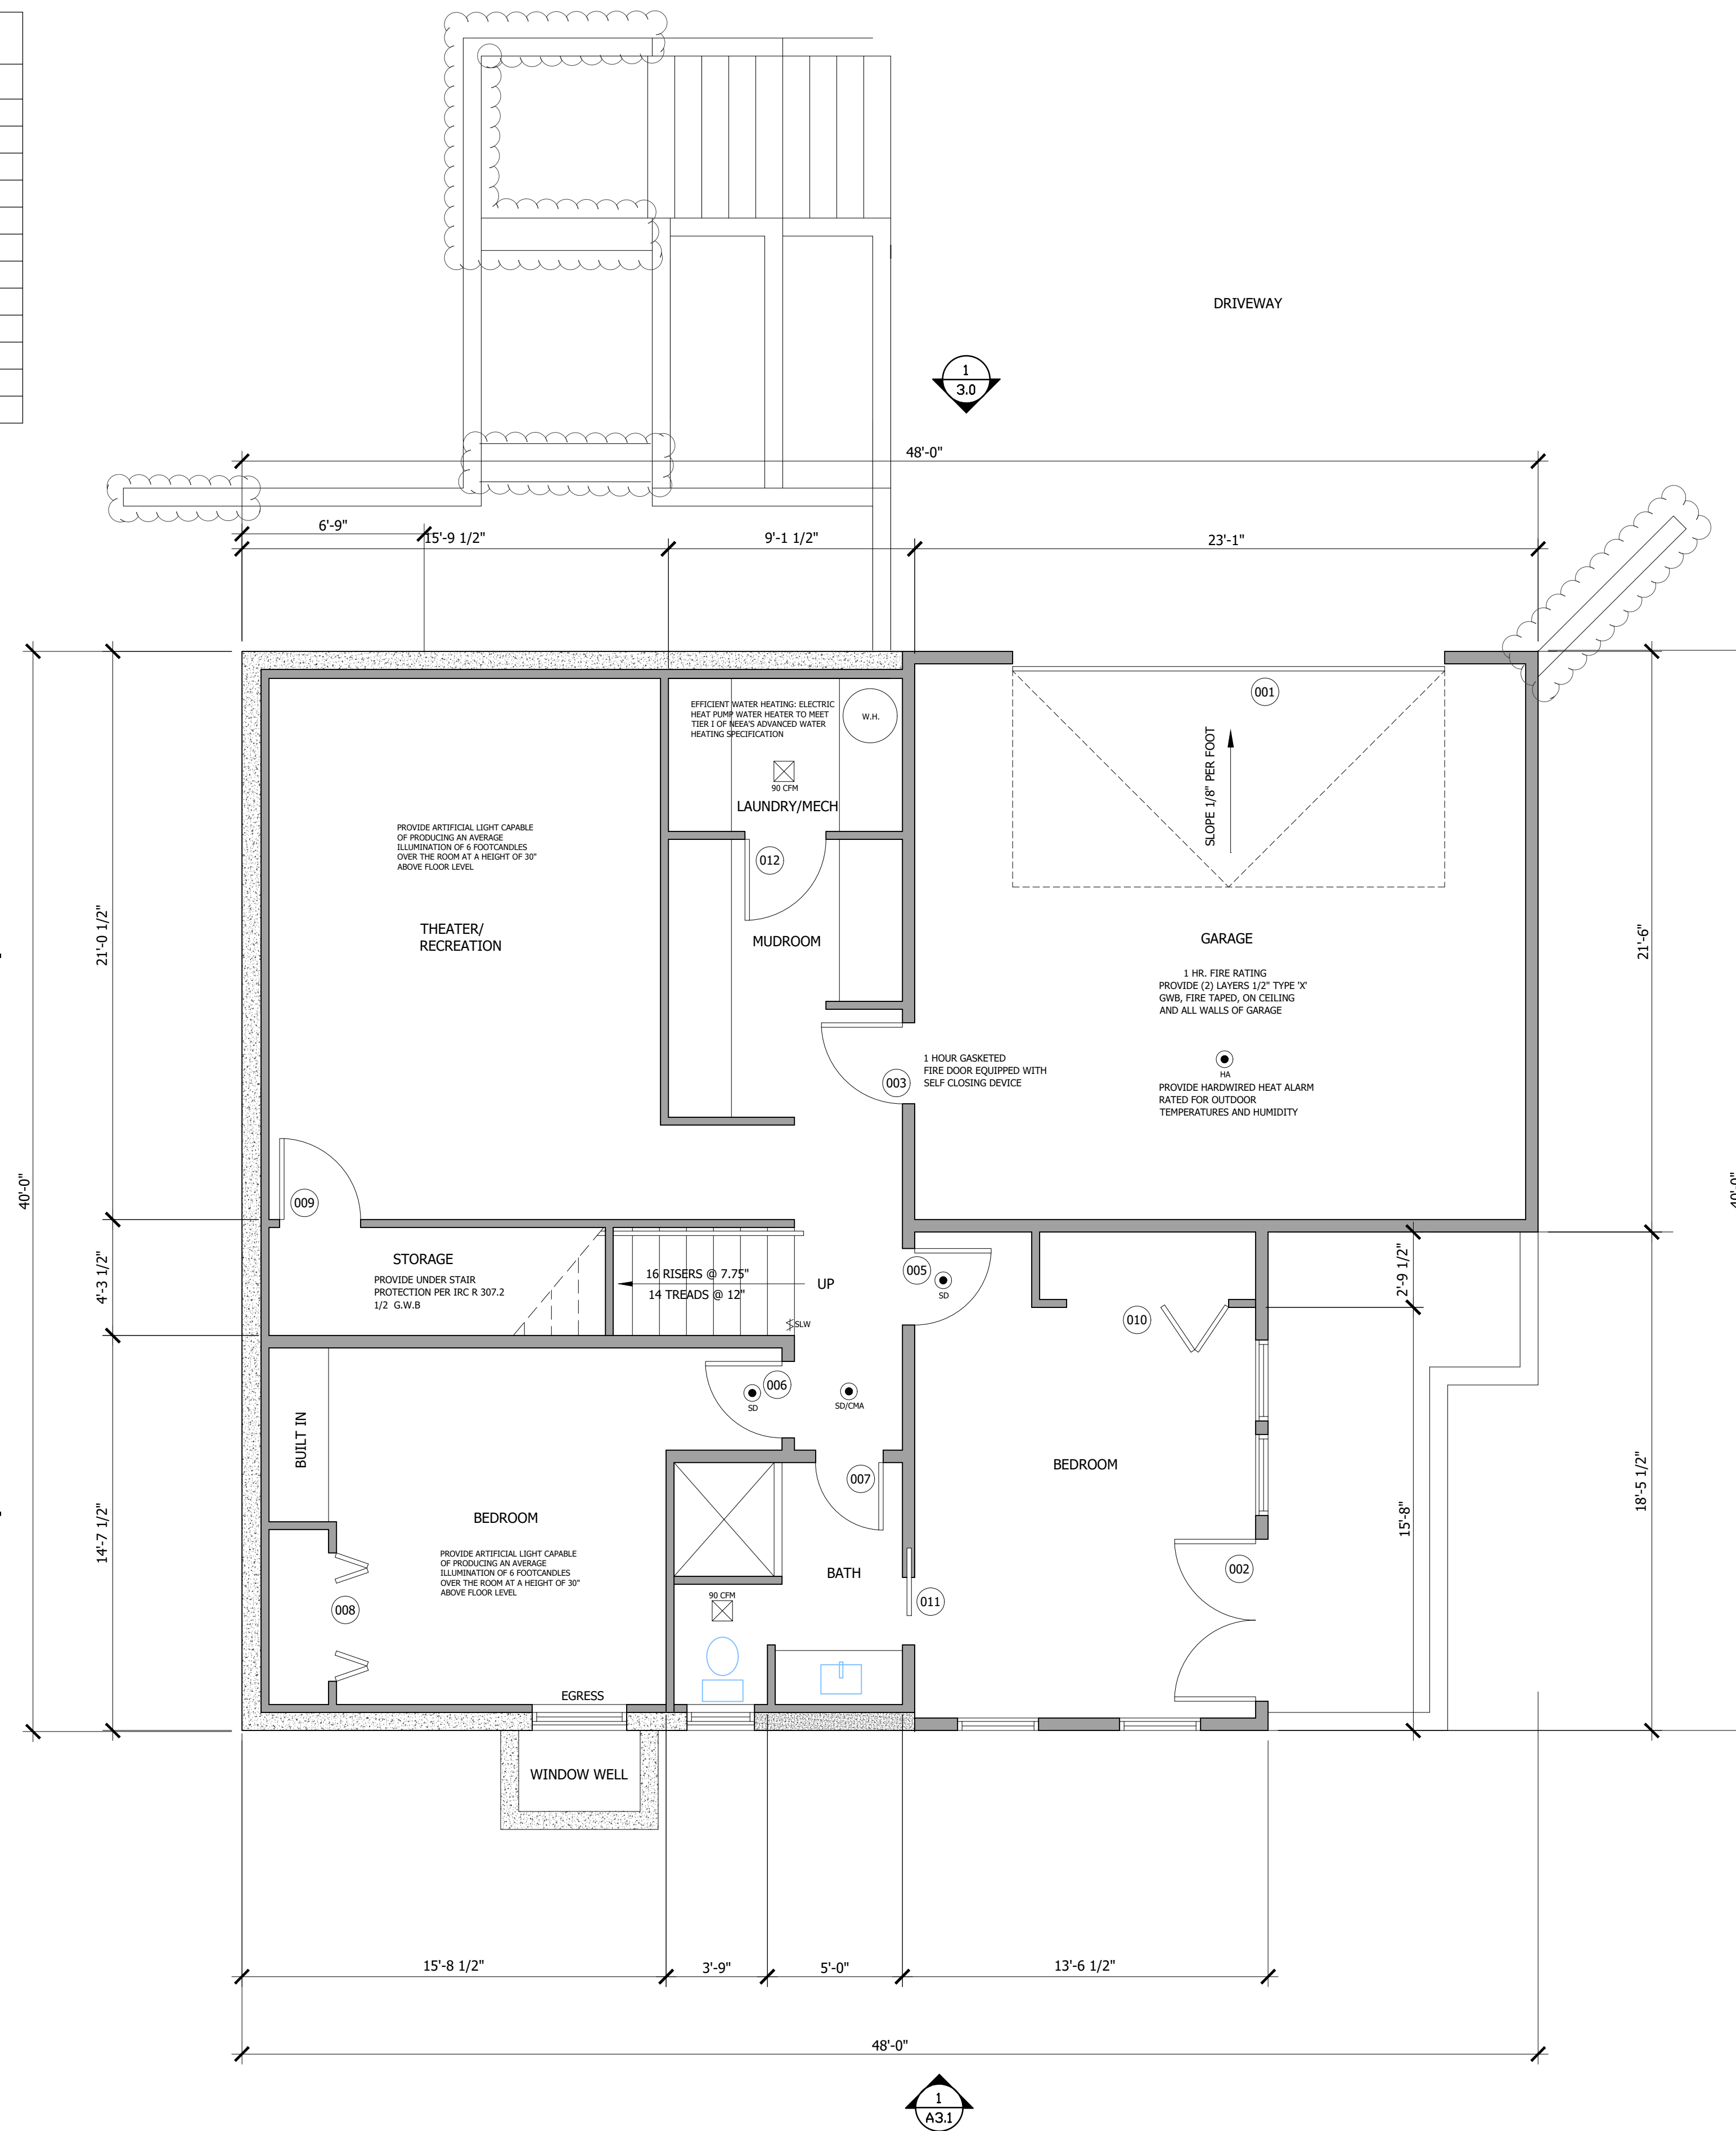 DRIVEWAY
1
3.0
48'-0"
6'-9"
15'-9 1/2"
9'-1 1/2"
23'-1"
001
SLOPE 1/8" PER FOOT
EFFICIENT WATER HEATING: ELECTRIC
HEAT PUMP WATER HEATER TO MEET
TIER I OF NEEA'S ADVANCED WATER
HEATING SPECIFICATION
W.H.
90 CFM
LAUNDRY/MECH
012
MUDROOM
PROVIDE ARTIFICIAL LIGHT CAPABLE
OF PRODUCING AN AVERAGE
ILLUMINATION OF 6 FOOTCANDLES
OVER THE ROOM AT A HEIGHT OF 30"
ABOVE FLOOR LEVEL
THEATER/
RECREATION
21'-0 1/2"
21'-6"
GARAGE
1 HR. FIRE RATING
PROVIDE (2) LAYERS 1/2" TYPE 'X'
GWB, FIRE TAPED, ON CEILING
AND ALL WALLS OF GARAGE
HA
PROVIDE HARDWIRED HEAT ALARM
RATED FOR OUTDOOR
TEMPERATURES AND HUMIDITY
1 HOUR GASKETED
FIRE DOOR EQUIPPED WITH
SELF CLOSING DEVICE
003
40'-0"
40'-0"
009
4'-3 1/2"
STORAGE
PROVIDE UNDER STAIR
PROTECTION PER IRC R 307.2
1/2 G.W.B
16 RISERS @ 7.75"
14 TREADS @ 12"
UP
SLW
005
SD
010
2'-9 1/2"
006
SD
SD/CMA
BUILT IN
007
BEDROOM
15'-8"
18'-5 1/2"
14'-7 1/2"
BEDROOM
PROVIDE ARTIFICIAL LIGHT CAPABLE
OF PRODUCING AN AVERAGE
ILLUMINATION OF 6 FOOTCANDLES
OVER THE ROOM AT A HEIGHT OF 30"
ABOVE FLOOR LEVEL
008
BATH
90 CFM
011
002
EGRESS
WINDOW WELL
15'-8 1/2"
3'-9"
5'-0"
13'-6 1/2"
48'-0"
1
A3.1